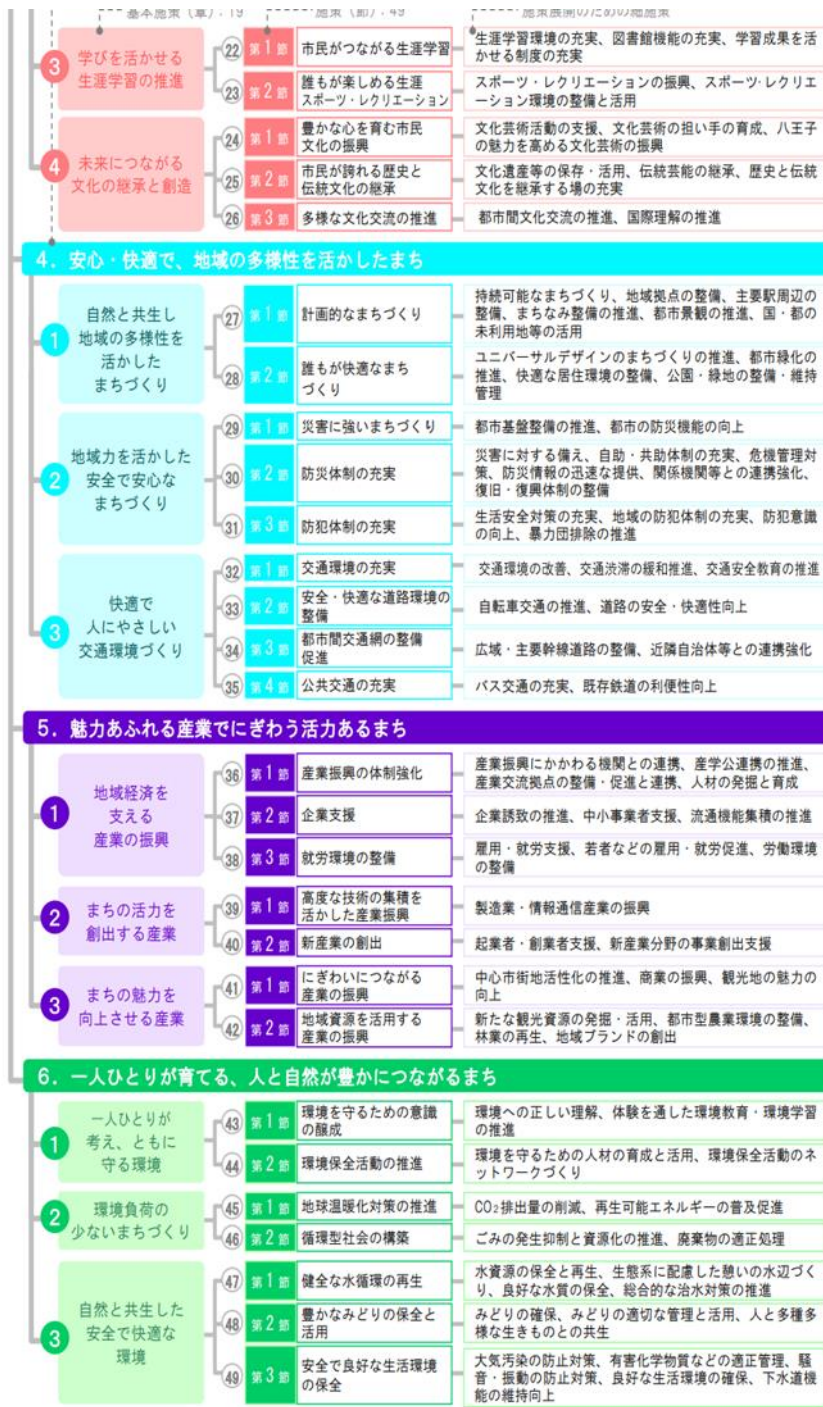 基本施策（章）：19
施策（節）：49
施策展開のための細施策
3
学びを活かせる
生涯学習の推進
22
第1節
市民がつながる生涯学習
生涯学習環境の充実、図書館機能の充実、学習成果を活
かせる制度の充実
23
第2節
誰もが楽しめる生涯
スポーツ・レクリエーション
スポーツ・レクリエーションの振興、スポーツ・レクリエ
ーション環境の整備と活用
4
未来につながる
文化の継承と創造
24
第1節
豊かな心を育む市民
文化の振興
文化芸術活動の支援、文化芸術の担い手の育成、八王子
の魅力を高める文化芸術の振興
25
第2節
市民が誇れる歴史と
伝統文化の継承
文化遺産等の保存・活用、伝統芸能の継承、歴史と伝統
文化を継承する場の充実
26
第3節
多様な文化交流の推進
都市間文化交流の推進、国際理解の推進
4．安心・快適で、地域の多様性を活かしたまち
1
自然と共生し
地域の多様性を
活かした
まちづくり
27
第1節
計画的なまちづくり
持続可能なまちづくり、地域拠点の整備、主要駅周辺の
整備、まちなみ整備の推進、都市景観の推進、国・都の
未利用地等の活用
28
第2節
誰もが快適なまち
づくり
ユニバーサルデザインのまちづくりの推進、都市緑化の
推進、快適な居住環境の整備、公園・緑地の整備・維持
管理
2
地域力を活かした
安全で安心な
まちづくり
29
第1節
災害に強いまちづくり
都市基盤整備の推進、都市の防災機能の向上
30
第2節
防災体制の充実
災害に対する備え、自助・共助体制の充実、危機管理対
策、防災情報の迅速な提供、関係機関等との連携強化、
復旧・復興体制の整備
31
第3節
防犯体制の充実
生活安全対策の充実、地域の防犯体制の充実、防犯意識
の向上、暴力団排除の推進
3
快適で
人にやさしい
交通環境づくり
32
第1節
交通環境の充実
交通環境の改善、交通渋滞の緩和推進、交通安全教育の推進
33
第2節
安全・快適な道路環境の
整備
自転車交通の推進、道路の安全・快適性向上
34
第3節
都市間交通網の整備
促進
広域・主要幹線道路の整備、近隣自治体等との連携強化
35
第4節
公共交通の充実
バス交通の充実、既存鉄道の利便性向上
5．魅力あふれる産業でにぎわう活力あるまち
1
地域経済を
支える
産業の振興
36
第1節
産業振興の体制強化
産業振興にかかわる機関との連携、産学公連携の推進、
産業交流拠点の整備・促進と連携、人材の発掘と育成
37
第2節
企業支援
企業誘致の推進、中小事業者支援、流通機能集積の推進
38
第3節
就労環境の整備
雇用・就労支援、若者などの雇用・就労促進、労働環境
の整備
2
まちの活力を
創出する産業
39
第1節
高度な技術の集積を
活かした産業振興
製造業・情報通信産業の振興
40
第2節
新産業の創出
起業者・創業者支援、新産業分野の事業創出支援
3
まちの魅力を
向上させる産業
41
第1節
にぎわいにつながる
産業の振興
中心市街地活性化の推進、商業の振興、観光地の魅力の
向上
42
第2節
地域資源を活用する
産業の振興
新たな観光資源の発掘・活用、都市型農業環境の整備、
林業の再生、地域ブランドの創出
6．一人ひとりが育てる、人と自然が豊かにつながるまち
1
一人ひとりが
考え、ともに
守る環境
43
第1節
環境を守るための意識
の醸成
環境への正しい理解、体験を通した環境教育・環境学習
の推進
44
第2節
環境保全活動の推進
環境を守るための人材の育成と活用、環境保全活動のネ
ットワークづくり
2
環境負荷の
少ないまちづくり
45
第1節
地球温暖化対策の推進
CO₂排出量の削減、再生可能エネルギーの普及促進
46
第2節
循環型社会の構築
ごみの発生抑制と資源化の推進、廃棄物の適正処理
3
自然と共生した
安全で快適な
環境
47
第1節
健全な水循環の再生
水資源の保全と再生、生態系に配慮した憩いの水辺づく
り、良好な水質の保全、総合的な治水対策の推進
48
第2節
豊かなみどりの保全と
活用
みどりの確保、みどりの適切な管理と活用、人と多種多
様な生きものとの共生
49
第3節
安全で良好な生活環境
の保全
大気汚染の防止対策、有害化学物質などの適正管理、騒
音・振動の防止対策、良好な生活環境の確保、下水道機
能の維持向上